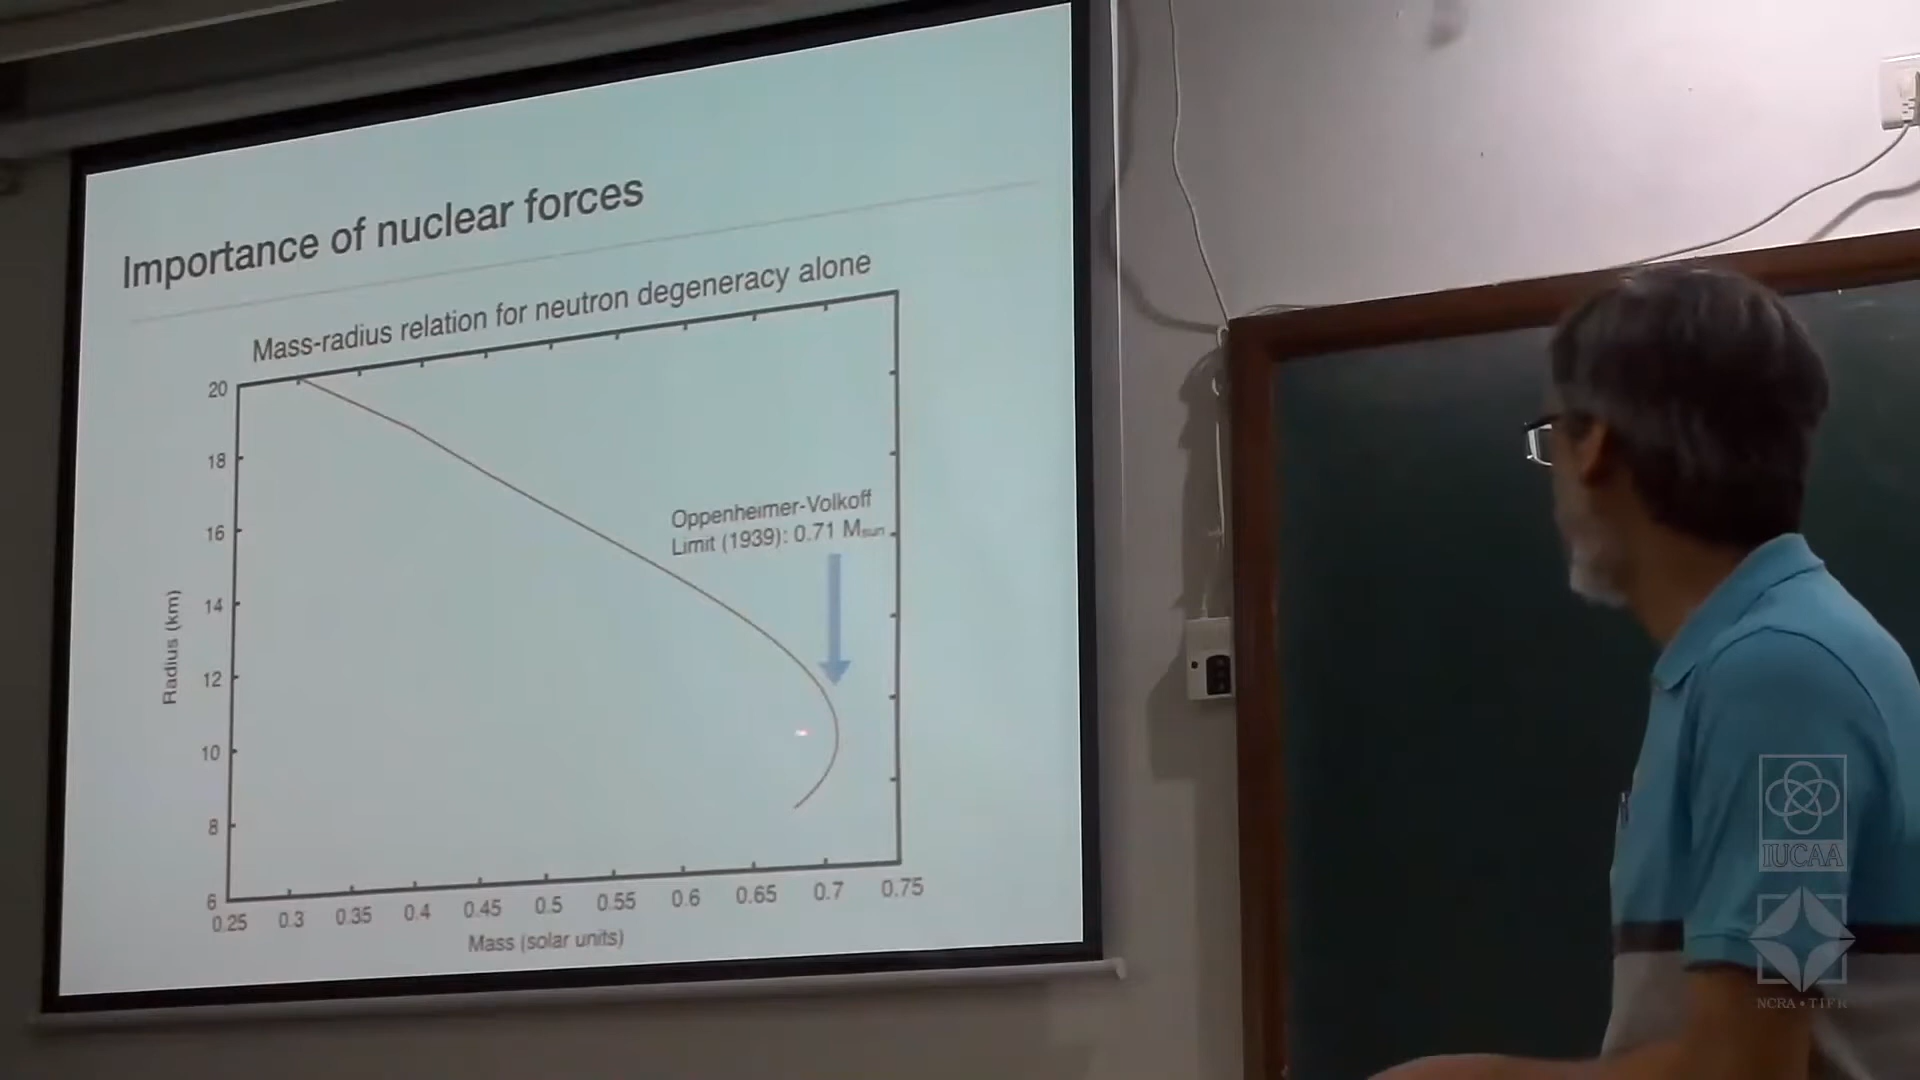 Importance of nuclear forces
Mass-radius relation for neutron degeneracy alone
20
18
16
14
12
10
8
6
Radius (km)
Oppenheimer-Volkoff
Limit (1939): 0.71 Msun
0.25 0.3 0.35 0.4 0.45 0.5 0.55 0.6 0.65 0.7 0.75
Mass (solar units)
IUCAA
NCRA • TIFR